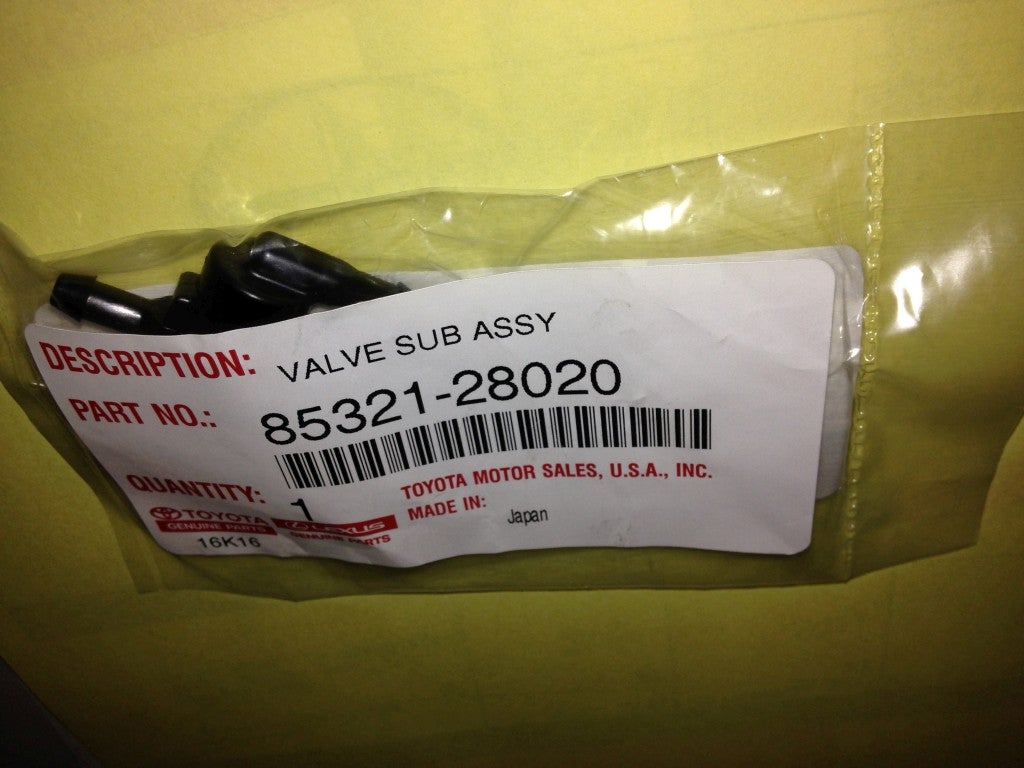 DESCRIPTION: VALVE SUB ASSY
PART NO.: 85321-28020
QUANTITY: 1
TOYOTA MOTOR SALES, U.S.A., INC.
MADE IN: Japan
TOYOTA LEXUS
GENUINE PARTS GENUINE PARTS
16K16